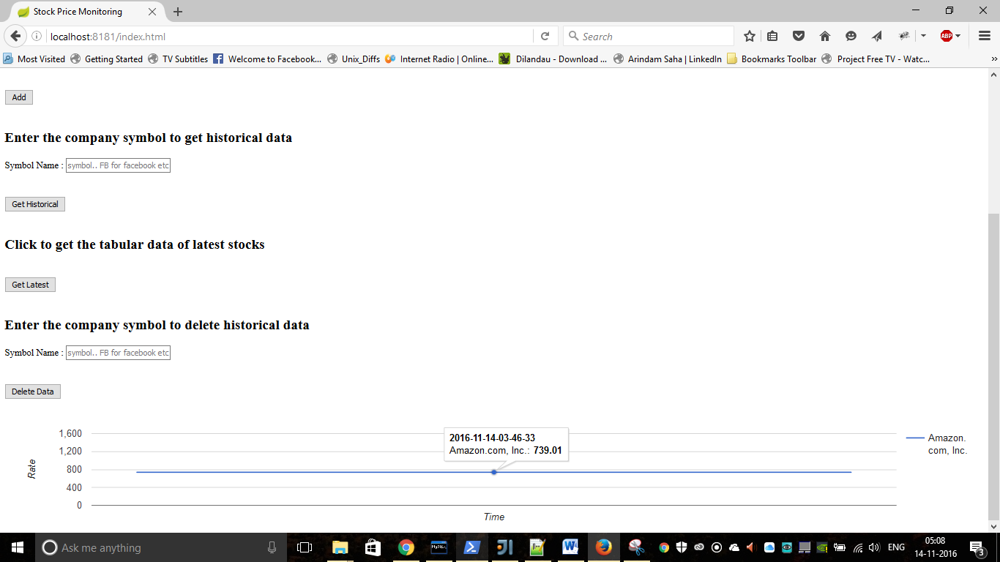 Stock Price Monitoring
localhost:8181/index.html
Search
ABP
Most Visited Getting Started TV Subtitles Welcome to Facebook... Unix_Diffs Internet Radio | Online... Dilandau - Download ... Arindam Saha | LinkedIn Bookmarks Toolbar Project Free TV - Watc...
Add
Enter the company symbol to get historical data
Symbol Name : symbol.. FB for facebook etc
Get Historical
Click to get the tabular data of latest stocks
Get Latest
Enter the company symbol to delete historical data
Symbol Name : symbol.. FB for facebook etc
Delete Data
1,600
1,200
800
400
0
Rate
2016-11-14-03-46-33
Amazon.com, Inc.: 739.01
Amazon.
com, Inc.
Time
Ask me anything
MySQL
ENG
05:08
14-11-2016
3